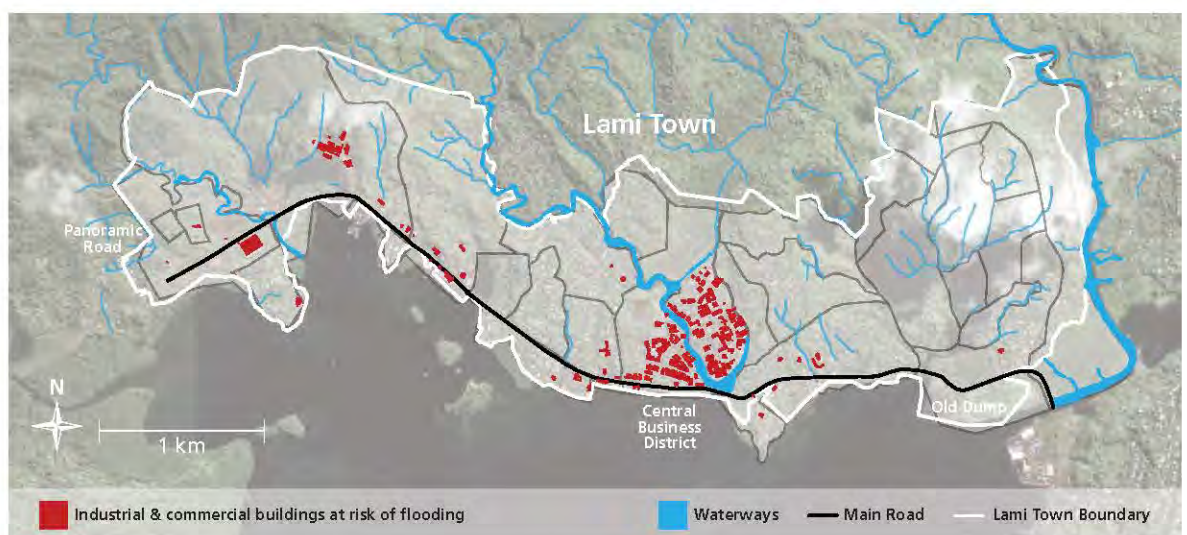 Lami Town
Panoramic
Road
N
1 km
Central
Business
District
Old Dump
Industrial & commercial buildings at risk of flooding
Waterways
Main Road
Lami Town Boundary